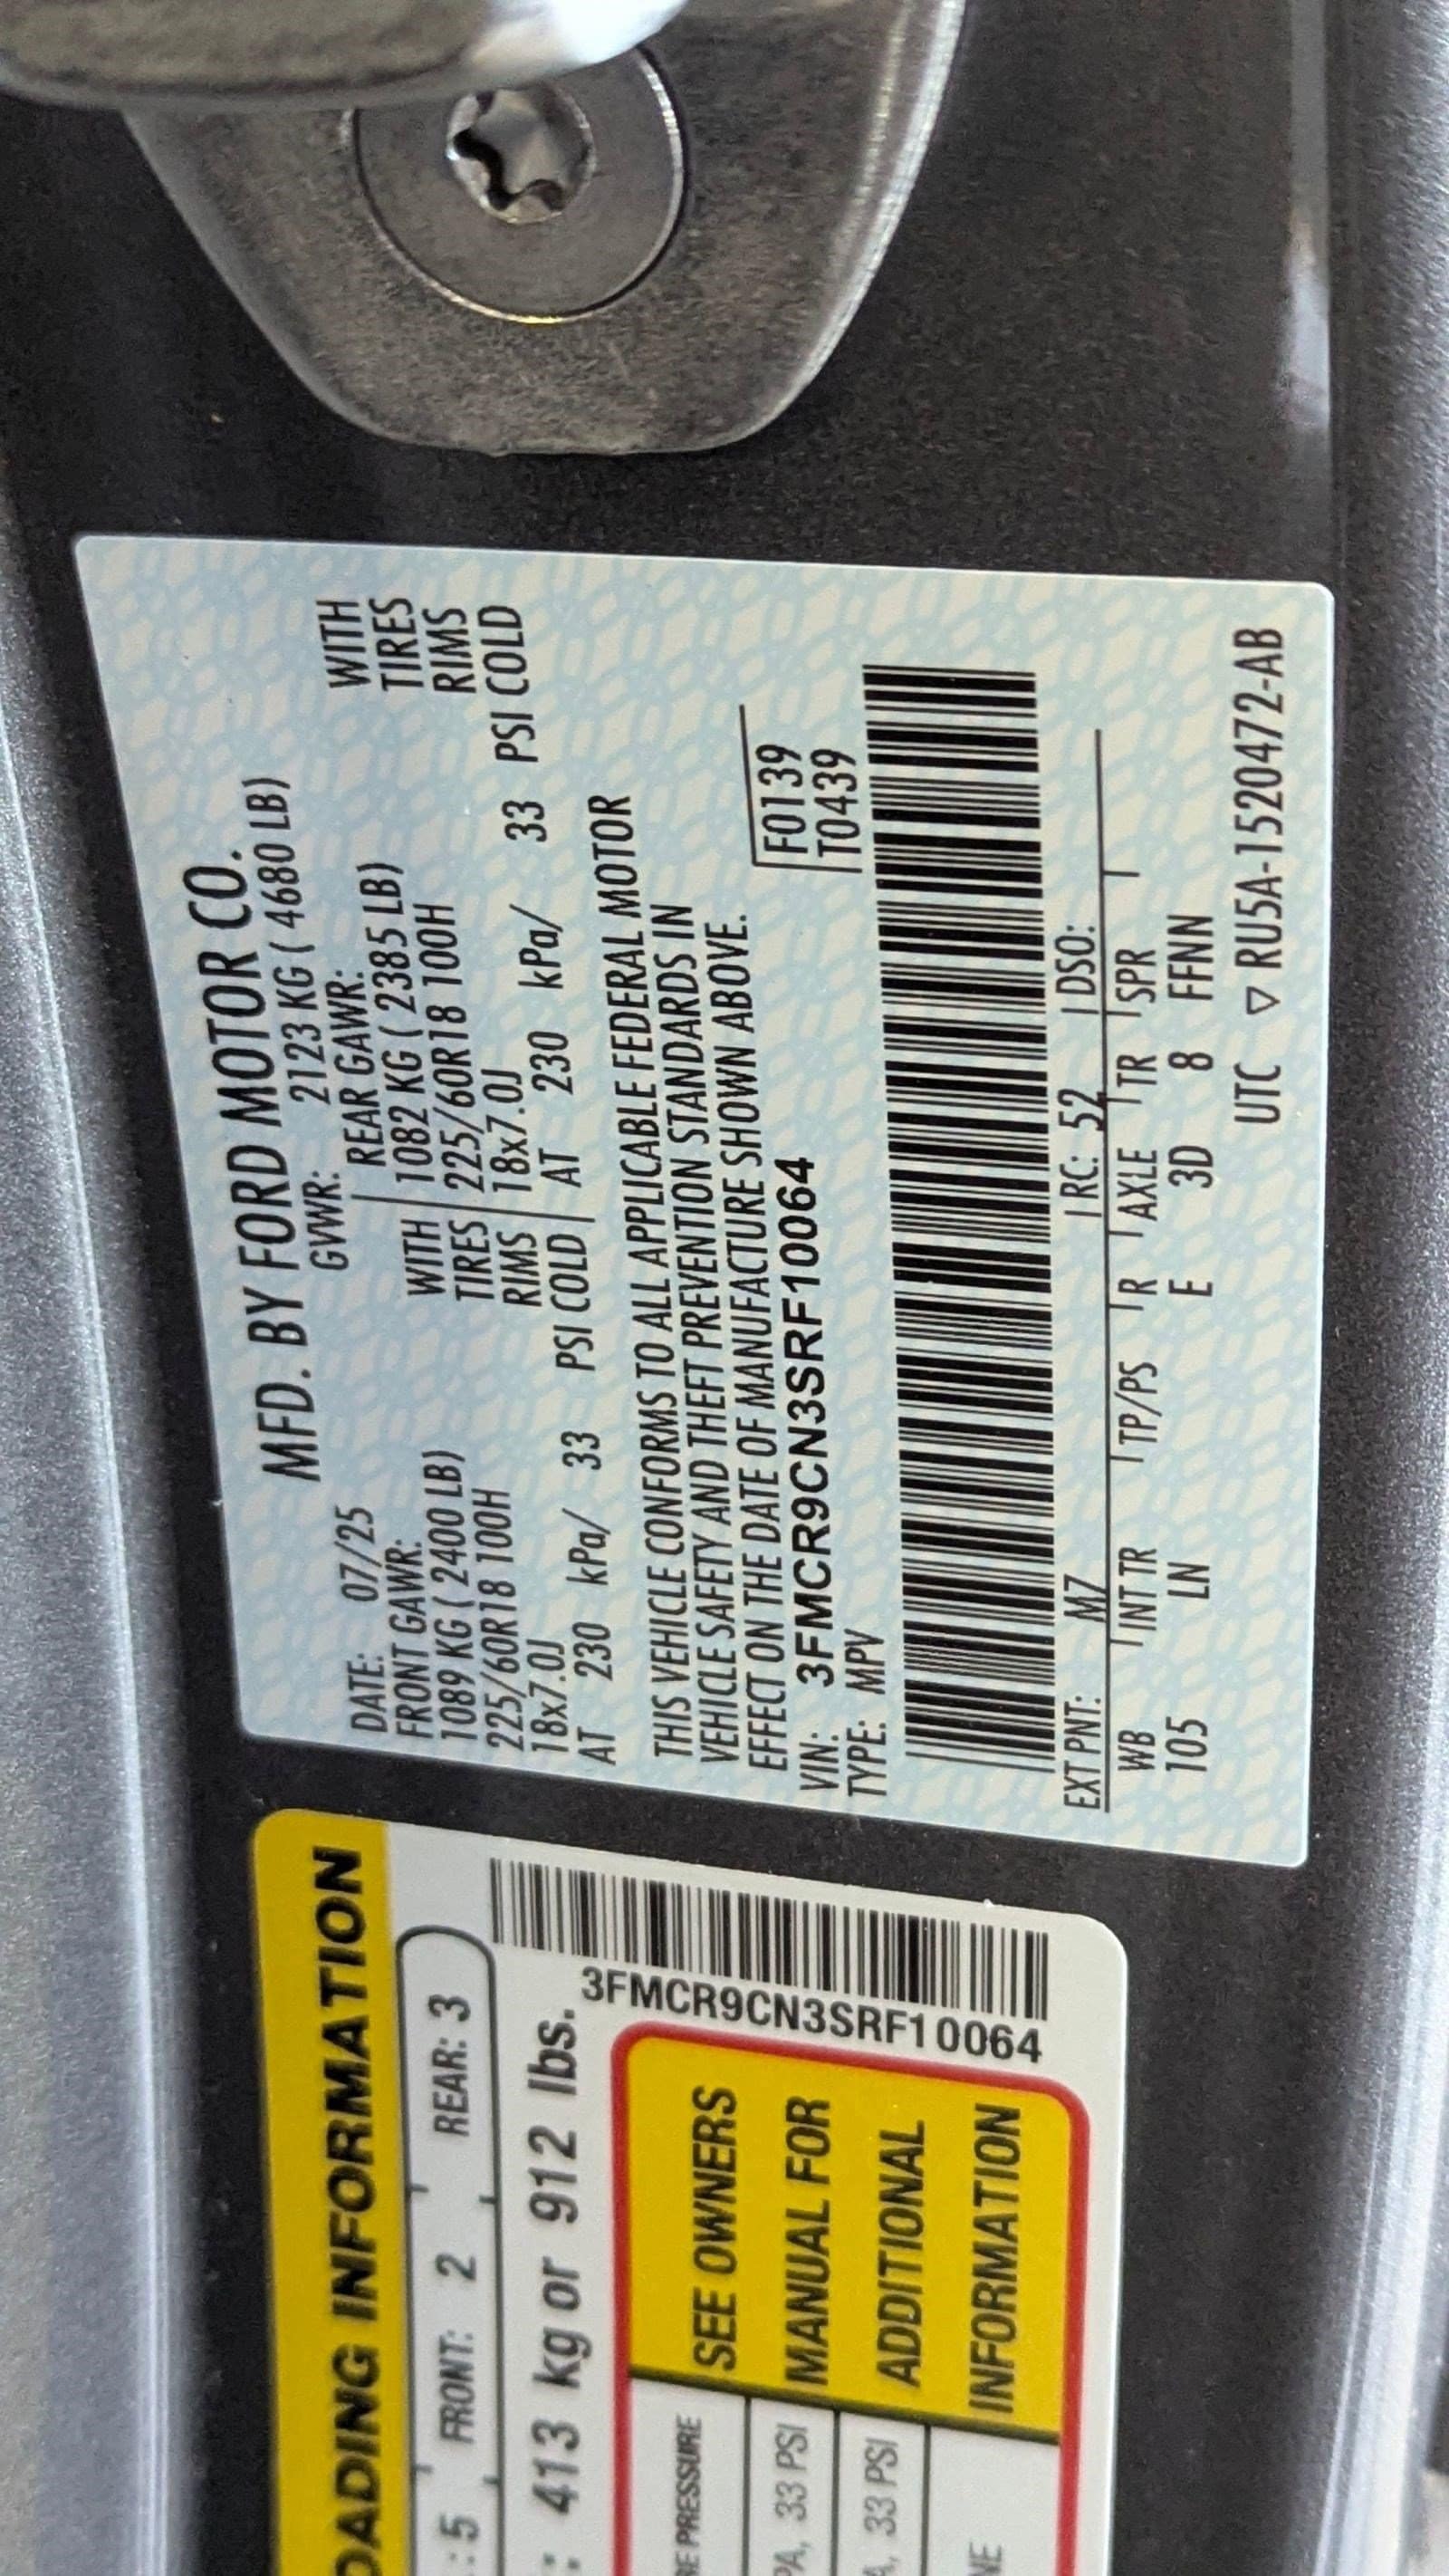 MFD. BY FORD MOTOR CO.
DATE: 07/25 GVWR: 2123 KG ( 4680 LB)
FRONT GAWR: REAR GAWR: WITH
1089 KG ( 2400 LB) WITH 1082 KG ( 2385 LB) TIRES
225/60R18 100H TIRES 225/60R18 100H RIMS
18x7.0J RIMS 18x7.0J
AT 230 kPa/ 33 PSI COLD AT 230 kPa/ 33 PSI COLD
THIS VEHICLE CONFORMS TO ALL APPLICABLE FEDERAL MOTOR
VEHICLE SAFETY AND THEFT PREVENTION STANDARDS IN
EFFECT ON THE DATE OF MANUFACTURE SHOWN ABOVE.
VIN: 3FMCR9CN3SRF10064 F0139
TYPE: MPV T0439
EXT PNT: M7 RC: 52 DSO:
WB INT TR TP/PS R AXLE TR SPR
105 LN E 3D 8 FFNN
UTC ▽ RU5A-1520472-AB
OADING INFORMATION
: 5 FRONT: 2 REAR: 3
: 413 kg or 912 lbs.
3FMCR9CN3SRF10064
RE PRESSURE
PA, 33 PSI
A, 33 PSI
NE
SEE OWNERS
MANUAL FOR
ADDITIONAL
INFORMATION